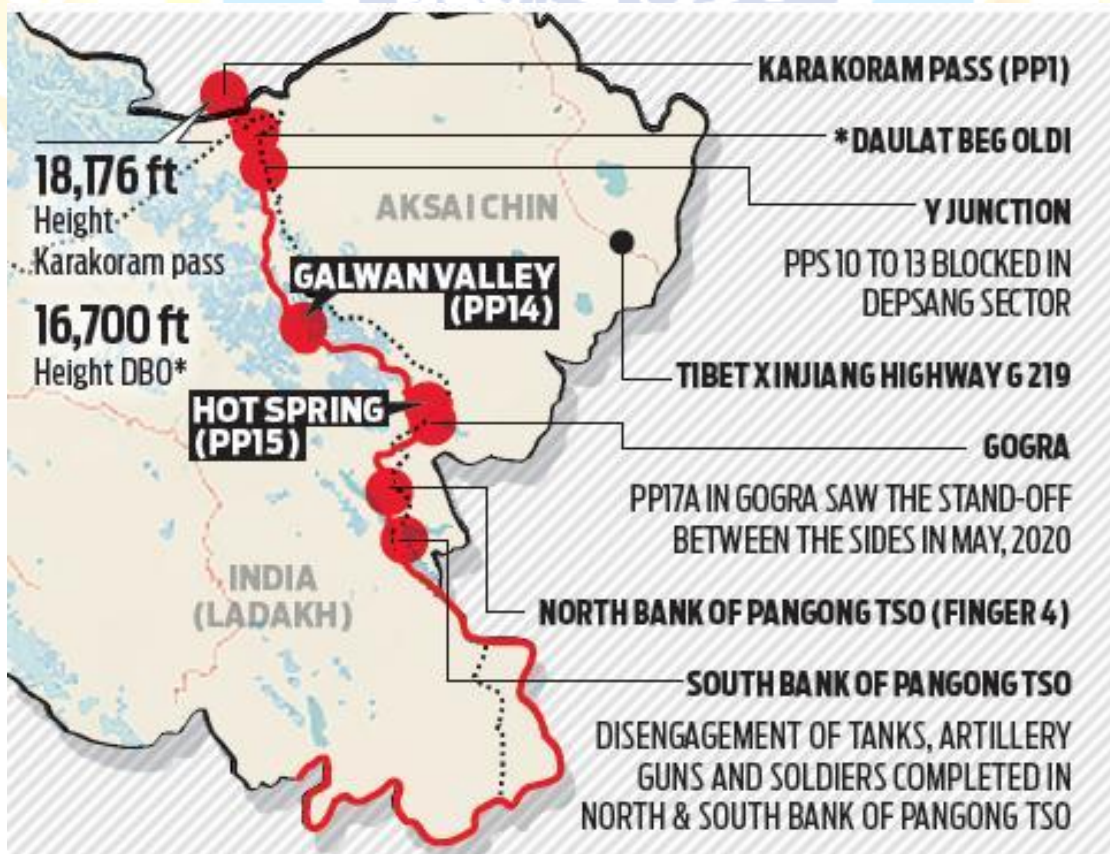 KARAKORAM PASS (PP1)
*DAULAT BEG OLDI
18,176 ft
Height
Karakoram pass
AKSAI CHIN
Y JUNCTION
PPS 10 TO 13 BLOCKED IN
DEPSANG SECTOR
GALWAN VALLEY
(PP14)
16,700 ft
Height DBO*
TIBET XINJIANG HIGHWAY G 219
HOT SPRING
(PP15)
GOGRA
PP17A IN GOGRA SAW THE STAND-OFF
BETWEEN THE SIDES IN MAY, 2020
INDIA
(LADAKH)
NORTH BANK OF PANGONG TSO (FINGER 4)
SOUTH BANK OF PANGONG TSO
DISENGAGEMENT OF TANKS, ARTILLERY
GUNS AND SOLDIERS COMPLETED IN
NORTH & SOUTH BANK OF PANGONG TSO